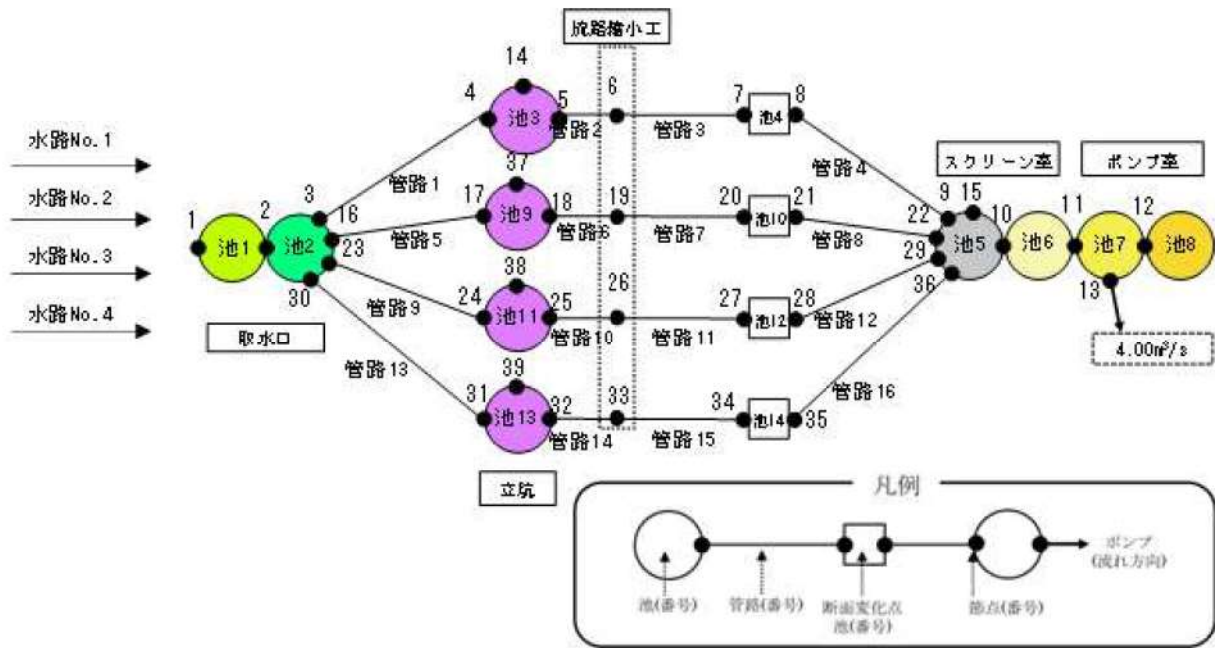 流路縮小工
14
4
池3
5
6
7
池4
8
管路2
管路3
水路No.1
水路No.2
水路No.3
水路No.4
管路1
37
17
池9
18
19
20
池10
21
管路5
管路6
管路7
管路8
管路4
スクリーン室
ポンプ室
1
池1
2
池2
3
16
23
30
取水口
9
15
22
29
36
池5
10
池6
11
池7
12
池8
13
4.00m³/s
38
24
池11
25
26
27
池12
28
管路9
管路10
管路11
管路12
39
31
池13
32
33
34
池14
35
管路13
管路14
管路15
管路16
立坑
凡例
池(番号)
管路(番号)
断面変化点
池(番号)
節点(番号)
ポンプ
(流れ方向)